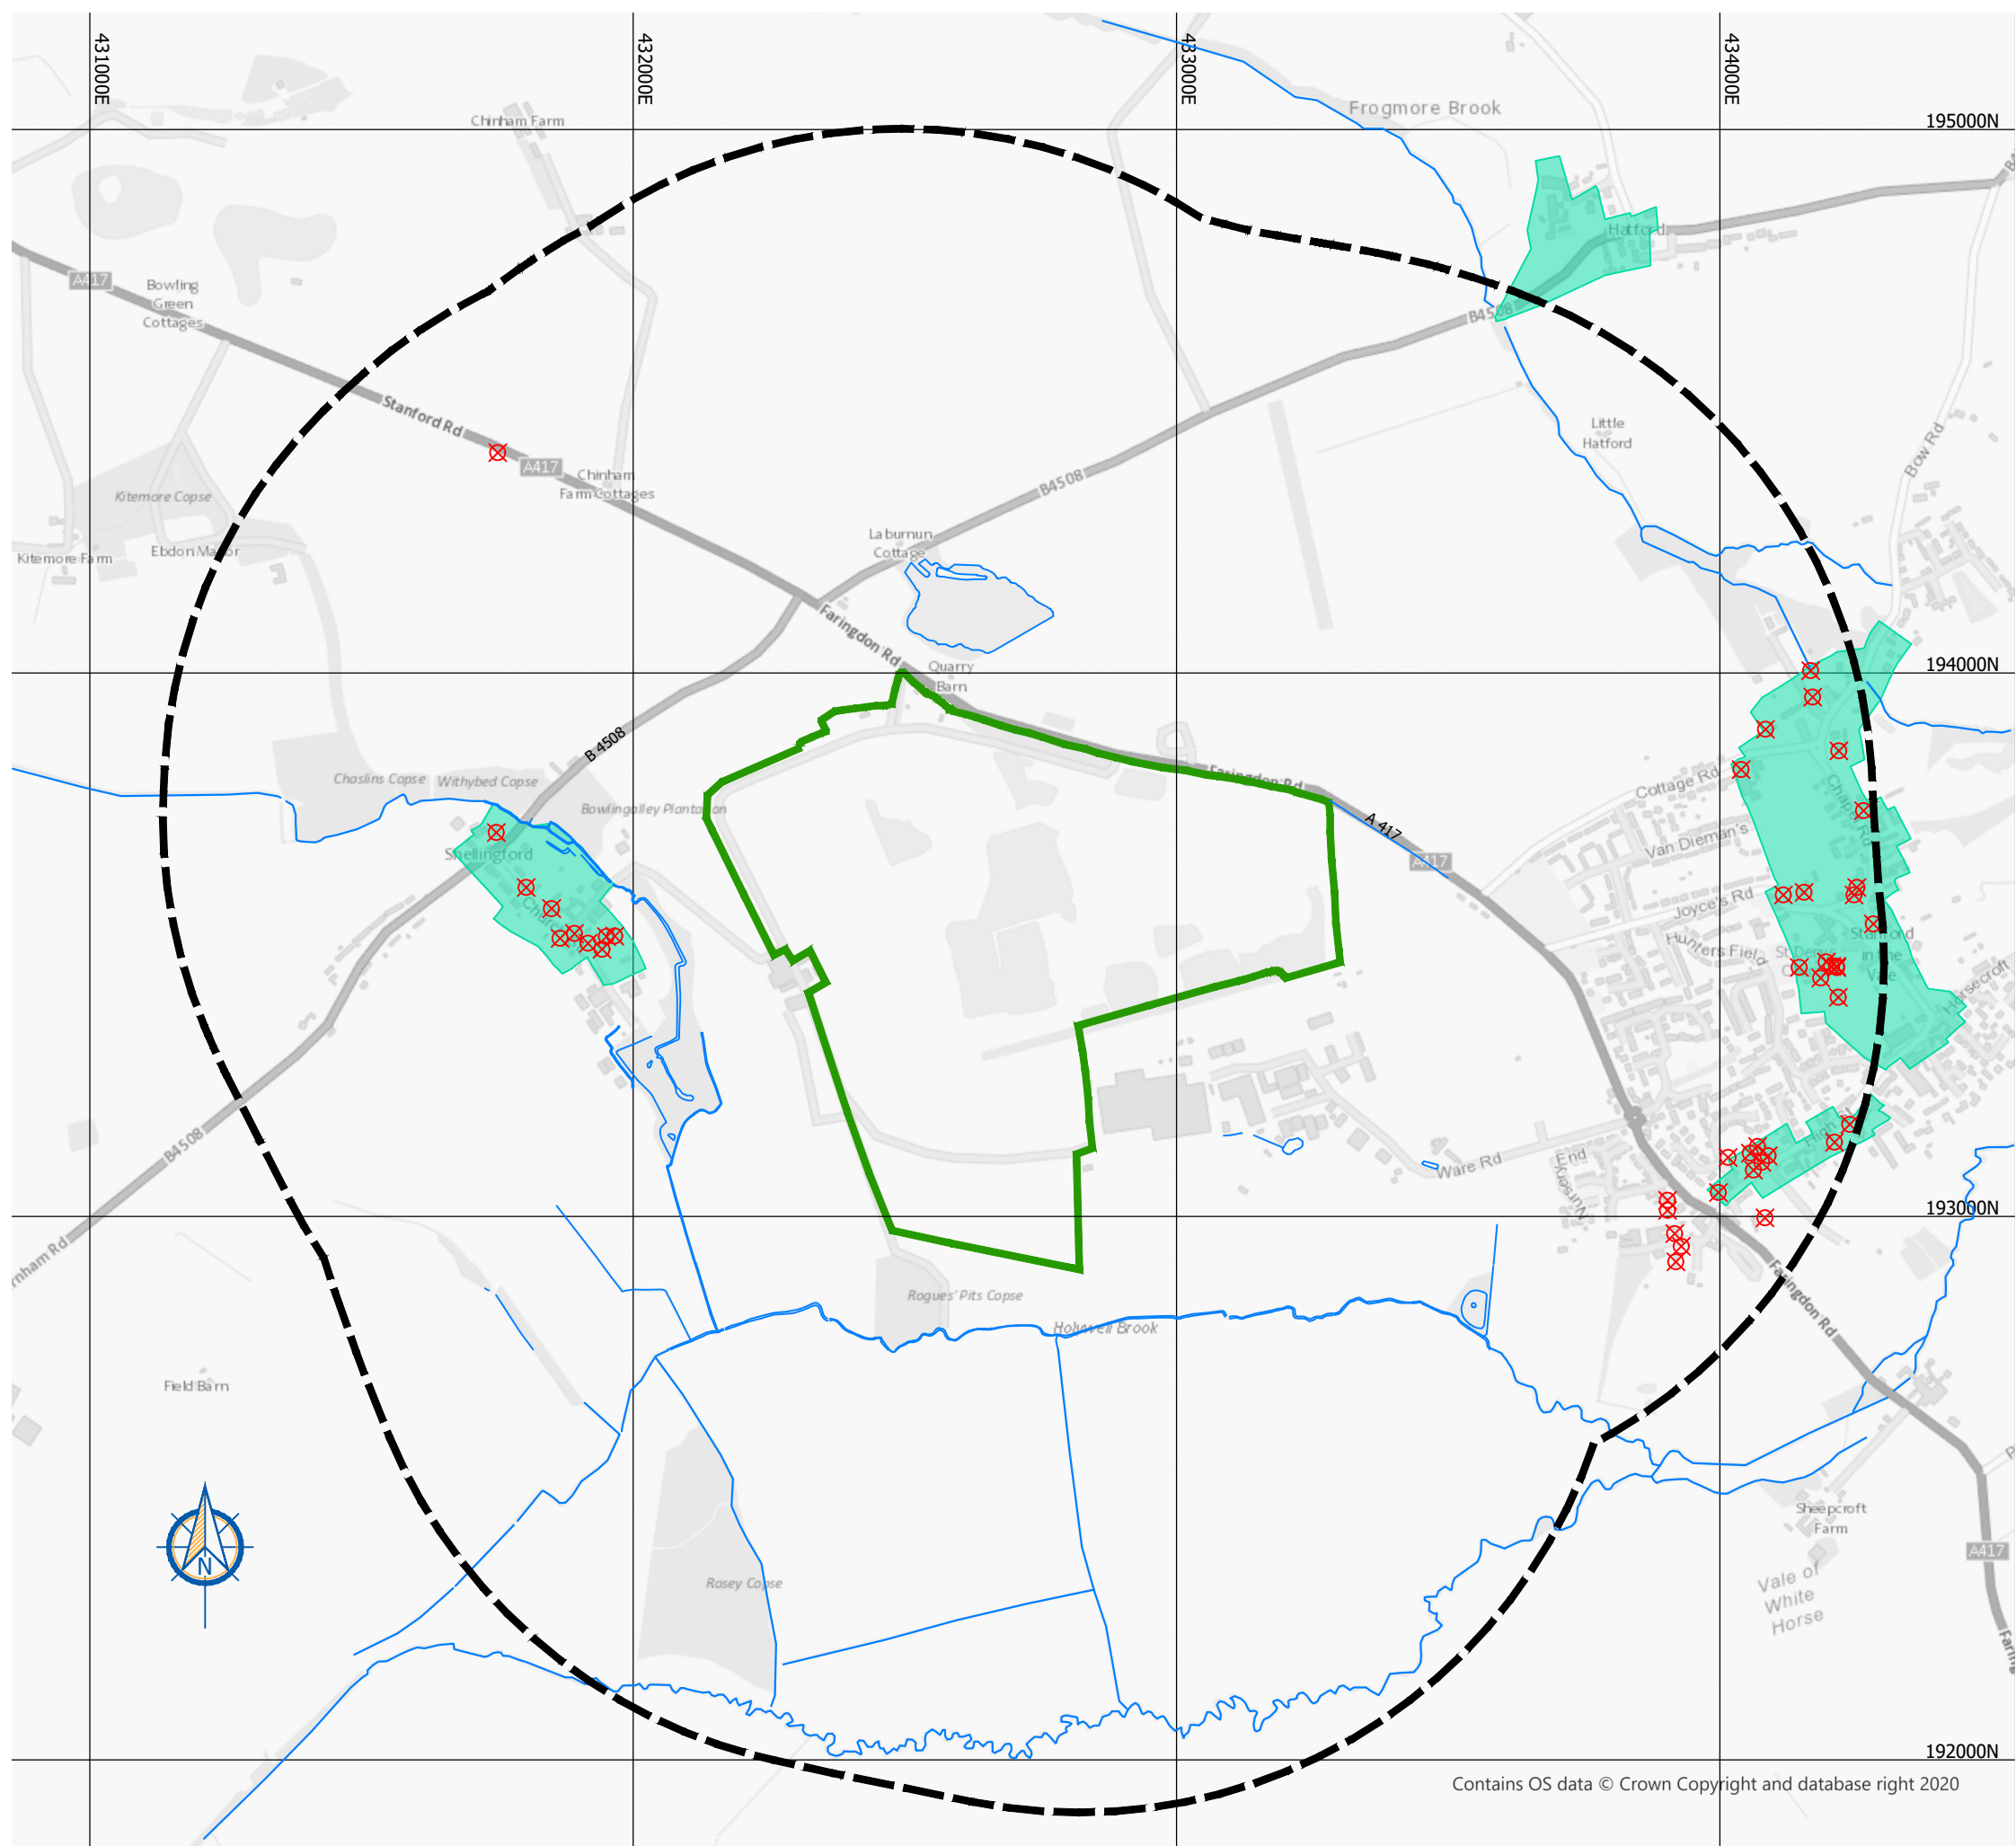 431000E
432000E
433000E
434000E
Frogmore Brook
Chinham Farm
195000N
Hatford
A417
Bowling
Green
Cottages
B4508
Stanford Rd
A417
Little
Hatford
Chinham
Farm Cottages
B4508
Bow Rd
Kitemore Copse
Laburnun
Cottage
Kitemore Farm
Ebdon Manor
Faringdon Rd
194000N
Quarry
Barn
B 4508
Chaslins Copse
Withybed Copse
Faringdon Rd
Cottage Rd
Bowlingalley Plantation
A 417
Van Dieman's
Shellingford
A417
Joyce's Rd
Hunters Field
St Denys
Stanford
in the
Vale
Horsecroft
B4508
High
Ware Rd
Nursery
End
193000N
Faringdon Rd
Rogues' Pits Copse
Holywell Brook
Field Barn
Sheepcroft
Farm
A417
N
Rosey Copse
Vale of
White
Horse
192000N
Contains OS data © Crown Copyright and database right 2020